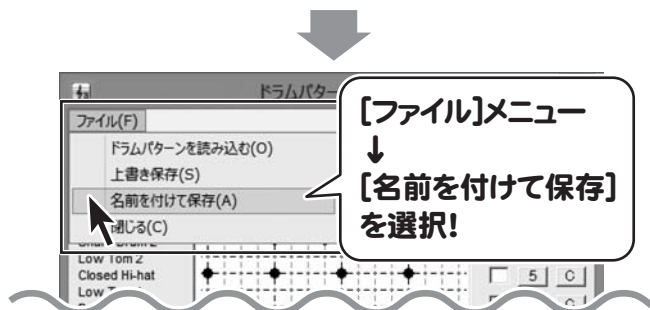 ドラムパター
ファイル(F)
ドラムパターンを読み込む(O)
上書き保存(S)
名前を付けて保存(A)
閉じる(C)
[ファイル]メニュー
↓
[名前を付けて保存]
を選択!
Low Tom 2
Closed Hi-hat
5 C
Low